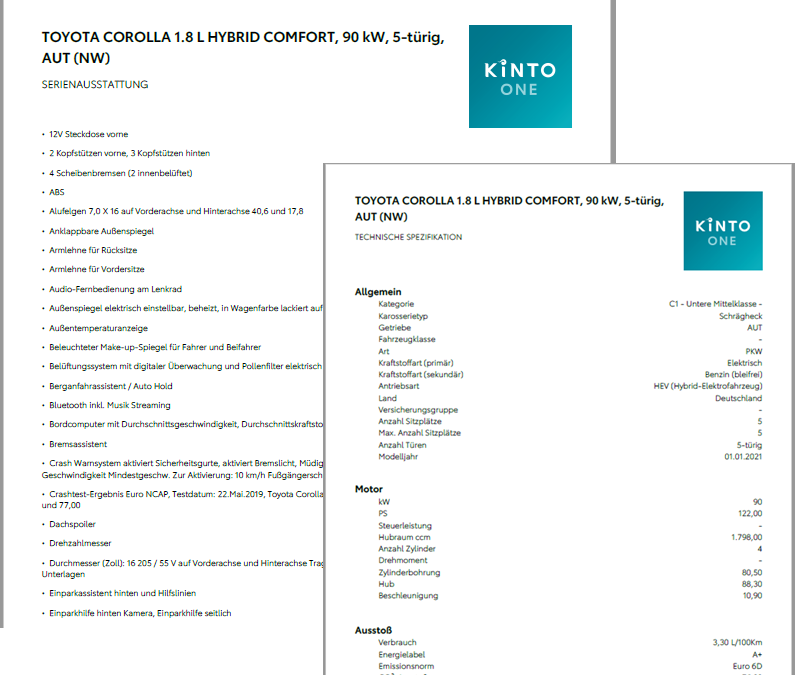 TOYOTA COROLLA 1.8 L HYBRID COMFORT, 90 kW, 5-türig,
AUT (NW)
SERIENAUSSTATTUNG
KINTO
ONE
• 12V Steckdose vorne
• 2 Kopfstützen vorne, 3 Kopfstützen hinten
• 4 Scheibenbremsen (2 innenbelüftet)
• ABS
• Alufelgen 7,0 X 16 auf Vorderachse und Hinterachse 40,6 und 17,8
• Anklappbare Außenspiegel
• Armlehne für Rücksitze
• Armlehne für Vordersitze
• Audio-Fernbedienung am Lenkrad
• Außenspiegel elektrisch einstellbar, beheizt, in Wagenfarbe lackiert auf
• Außentemperaturanzeige
• Beleuchteter Make-up-Spiegel für Fahrer und Beifahrer
• Belüftungssystem mit digitaler Überwachung und Pollenfilter elektrisch
• Berganfahrassistent / Auto Hold
• Bluetooth inkl. Musik Streaming
• Bordcomputer mit Durchschnittsgeschwindigkeit, Durchschnittskraftsto
• Bremsassistent
• Crash Warnsystem aktiviert Sicherheitsgurte, aktiviert Bremslicht, Müdig
Geschwindigkeit Mindestgeschw. Zur Aktivierung: 10 km/h Fußgängersch
• Crashtest-Ergebnis Euro NCAP, Testdatum: 22.Mai.2019, Toyota Corolla
und 77,00
• Dachspoiler
• Drehzahlmesser
• Durchmesser (Zoll): 16 205 / 55 V auf Vorderachse und Hinterachse Trag
Unterlagen
• Einparkassistent hinten und Hilfslinien
• Einparkhilfe hinten Kamera, Einparkhilfe seitlich
TOYOTA COROLLA 1.8 L HYBRID COMFORT, 90 kW, 5-türig,
AUT (NW)
TECHNISCHE SPEZIFIKATION
KINTO
ONE
Allgemein
Kategorie C1 - Untere Mittelklasse -
Karosserietyp Schrägheck
Getriebe AUT
Fahrzeugklasse -
Art PKW
Kraftstoffart (primär) Elektrisch
Kraftstoffart (sekundär) Benzin (bleifrei)
Antriebsart HEV (Hybrid-Elektrofahrzeug)
Land Deutschland
Versicherungsgruppe -
Anzahl Sitzplätze 5
Max. Anzahl Sitzplätze 5
Anzahl Türen 5-türig
Modelljahr 01.01.2021
Motor
kW 90
PS 122,00
Steuerleistung -
Hubraum ccm 1.798,00
Anzahl Zylinder 4
Drehmoment -
Zylinderbohrung 80,50
Hub 88,30
Beschleunigung 10,90
Ausstoß
Verbrauch 3,30 L/100Km
Energielabel A+
Emissionsnorm Euro 6D